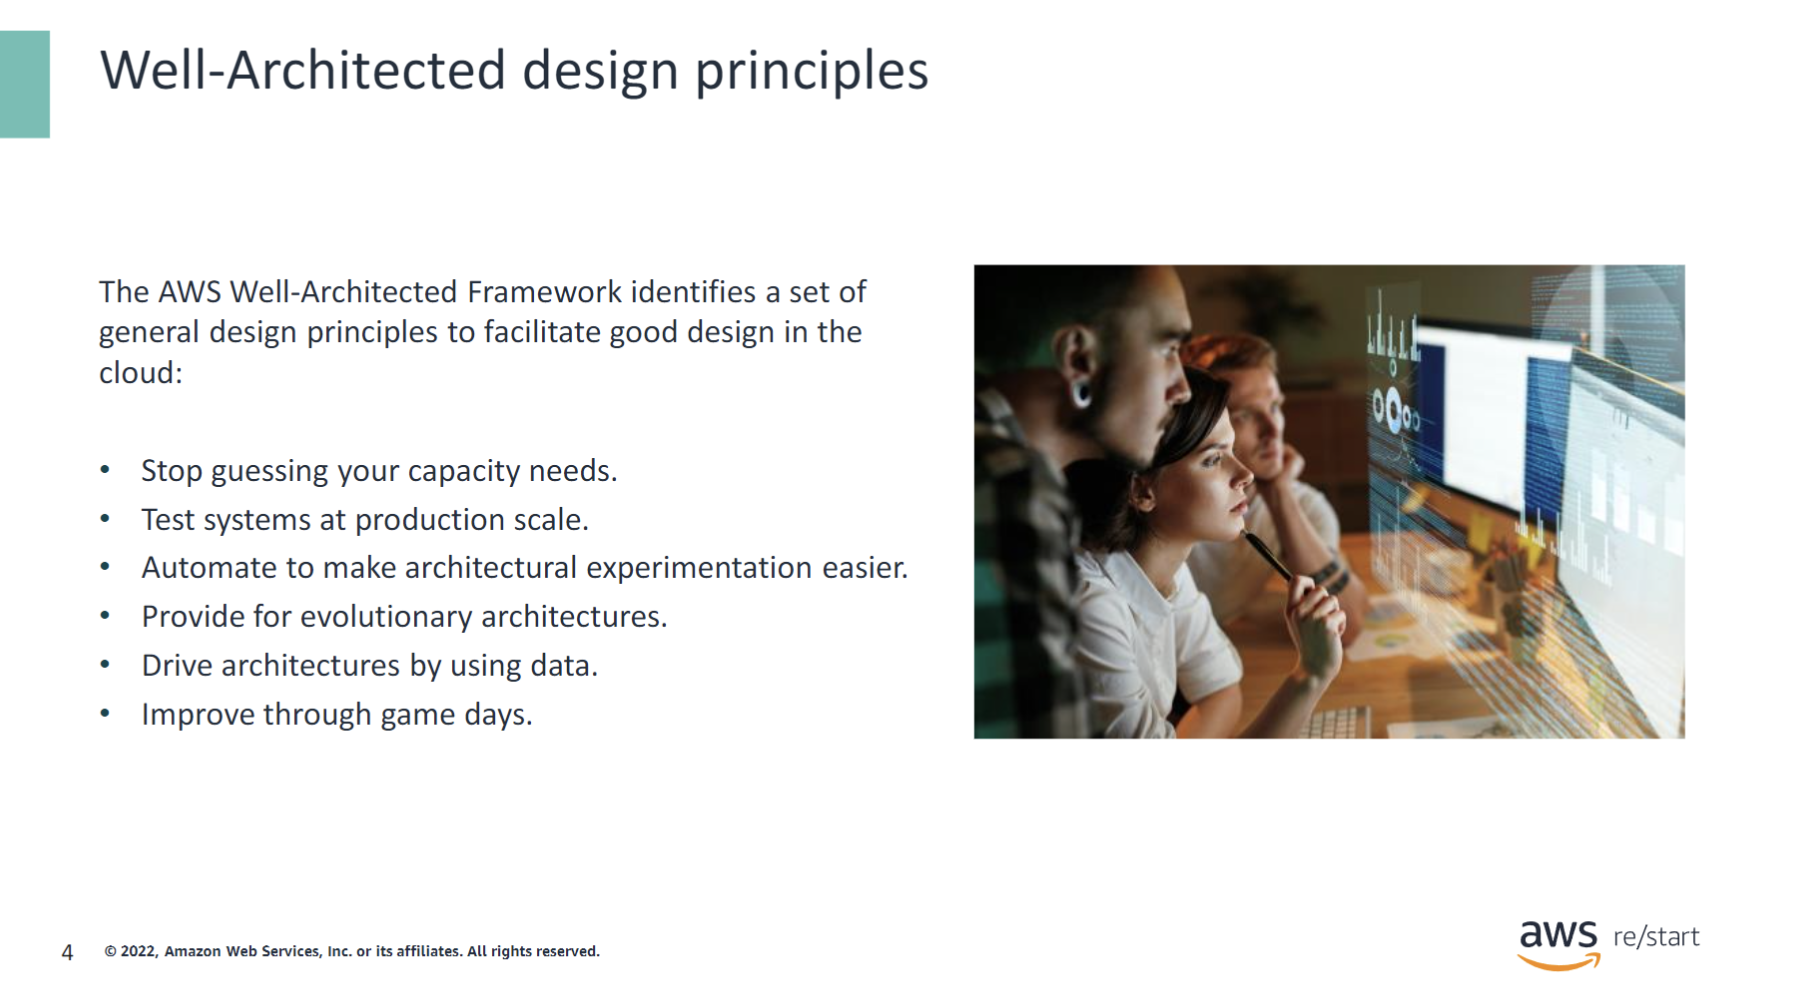 Well-Architected design principles
The AWS Well-Architected Framework identifies a set of
general design principles to facilitate good design in the
cloud:
• Stop guessing your capacity needs.
• Test systems at production scale.
• Automate to make architectural experimentation easier.
• Provide for evolutionary architectures.
• Drive architectures by using data.
• Improve through game days.
4 © 2022, Amazon Web Services, Inc. or its affiliates. All rights reserved.
aws re/start